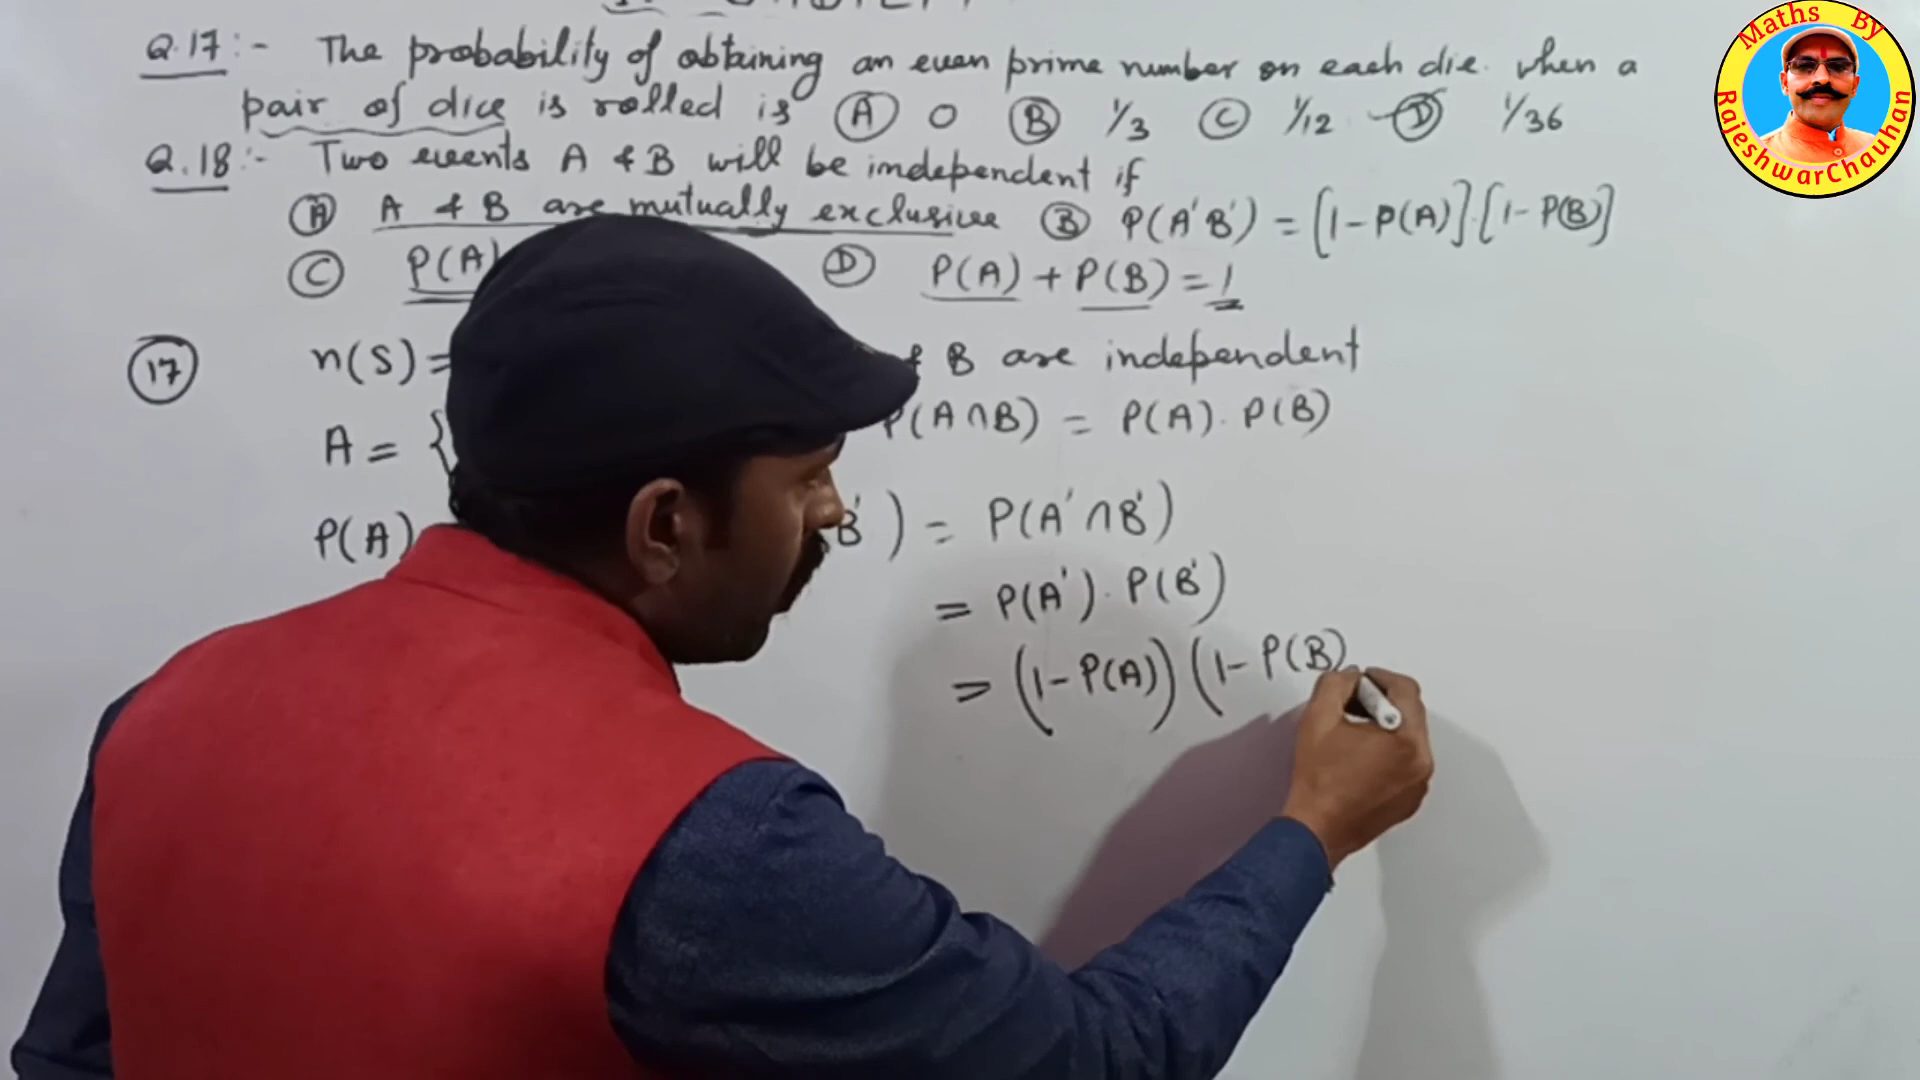 Q.17:- The probability of obtaining an even prime number on each die. when a
pair of dice is rolled is (A) 0 (B) 1/3 (C) 1/12 (D) 1/36
Q.18:- Two events A & B will be independent if
(A) A & B are mutually exclusive (B) P(A'B') = [1-P(A)].[1-P(B)]
(C) P(A) (D) P(A) + P(B) = 1
(17) n(S) = & B are independent
A = { P(A∩B) = P(A). P(B)
P(A) B') = P(A'∩B')
= P(A'). P(B')
= (1-P(A)) (1-P(B)
Maths By
RajeshwarChauhan